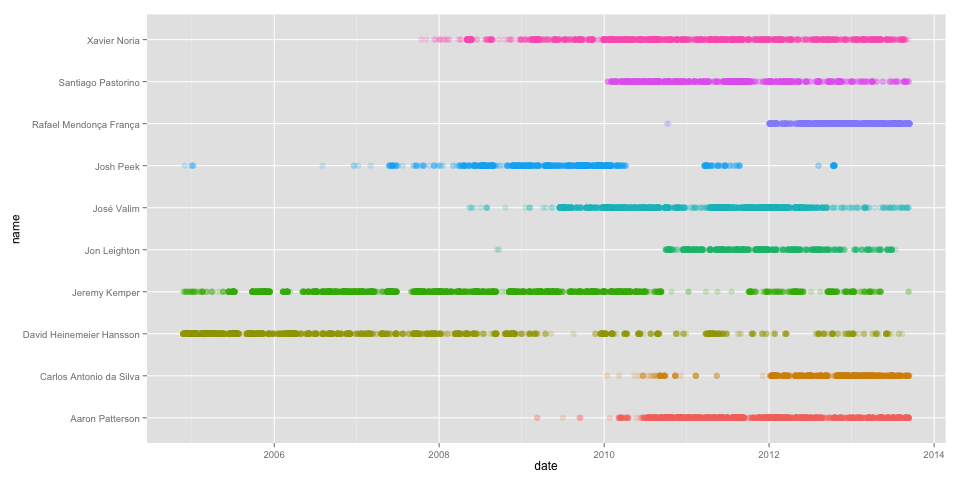 Xavier Noria
Santiago Pastorino
Rafael Mendonça França
Josh Peek
José Valim
Jon Leighton
Jeremy Kemper
David Heinemeier Hansson
Carlos Antonio da Silva
Aaron Patterson
name
2006 2008 2010 2012 2014
date